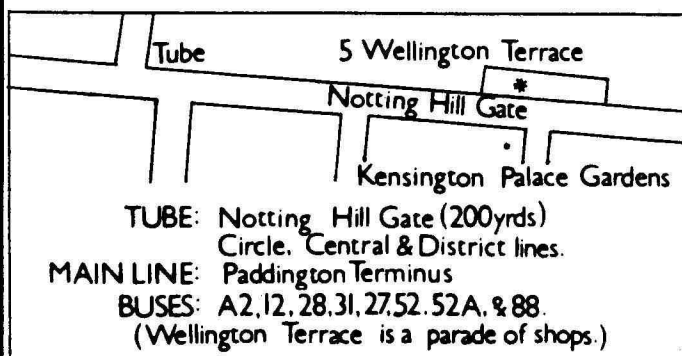 Tube
5 Wellington Terrace
*
Notting Hill Gate
Kensington Palace Gardens
TUBE: Notting Hill Gate (200yrds)
Circle. Central & District lines.
MAIN LINE: Paddington Terminus
BUSES: A2, 12, 28, 31, 27, 52. 52A. & 88.
(Wellington Terrace is a parade of shops.)